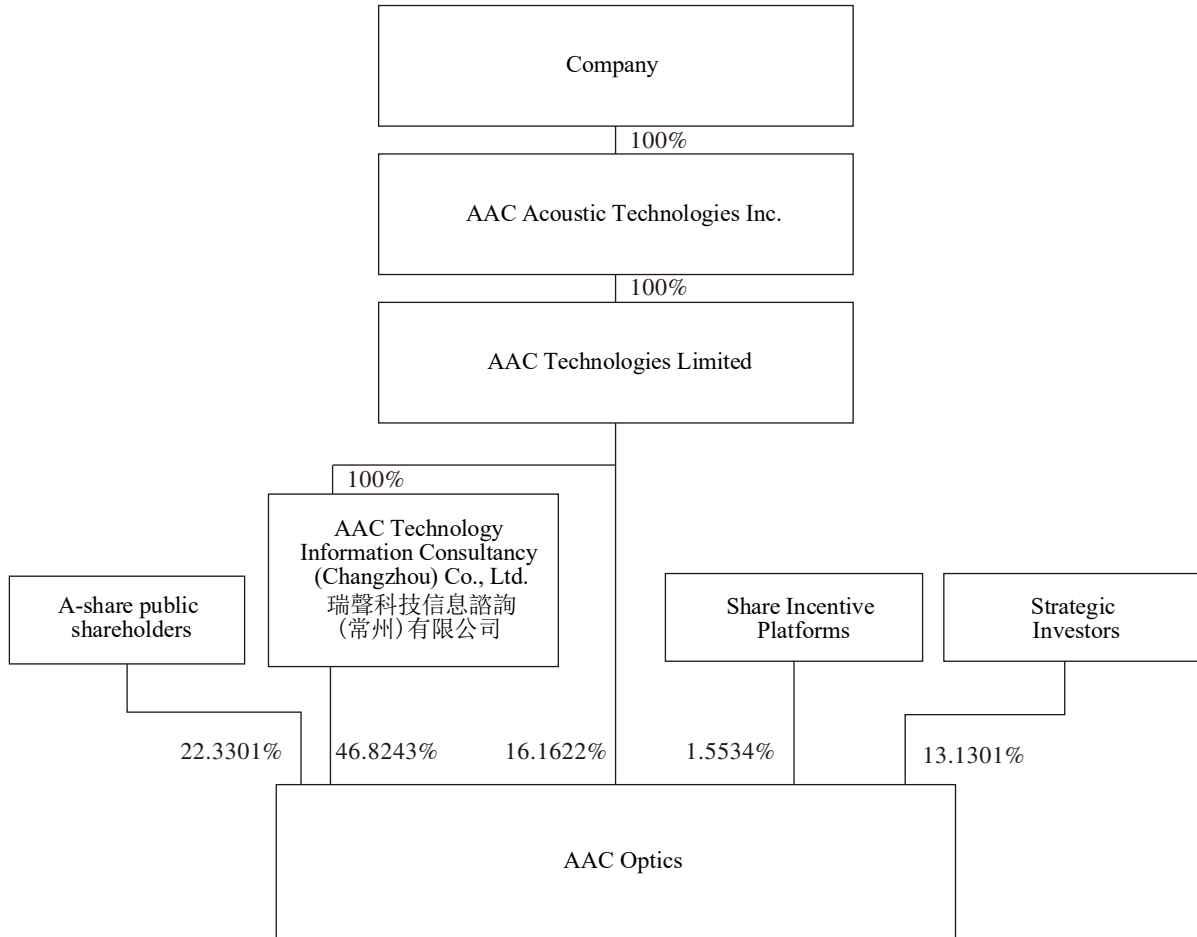 Company
100%
AAC Acoustic Technologies Inc.
100%
AAC Technologies Limited
100%
AAC Technology
Information Consultancy
(Changzhou) Co., Ltd.
瑞聲科技信息諮詢
(常州)有限公司
A-share public
shareholders
Share Incentive
Platforms
Strategic
Investors
22.3301%
46.8243%
16.1622%
1.5534%
13.1301%
AAC Optics